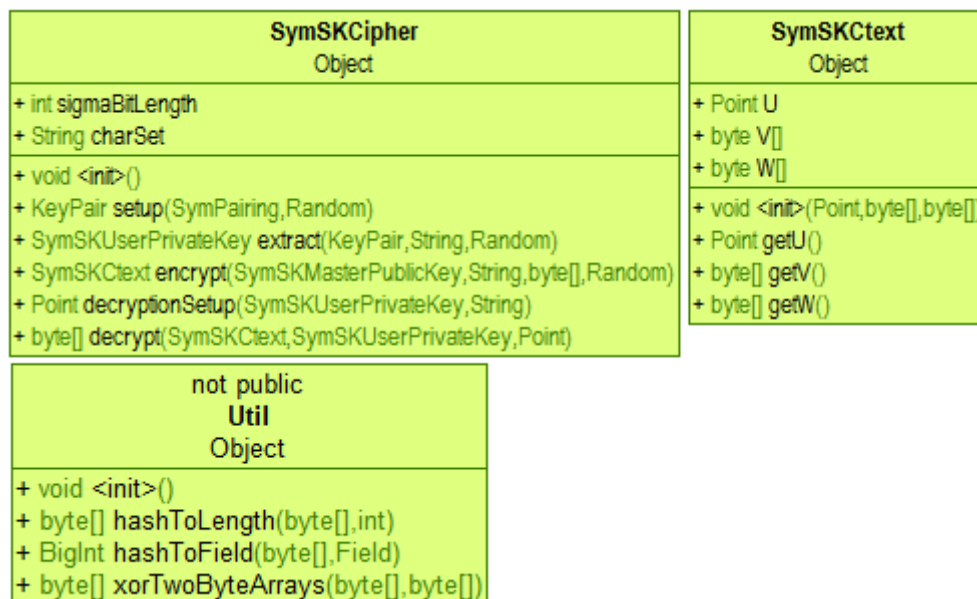 SymSKCipher
Object
+ int sigmaBitLength
+ String charSet
+ void <init>()
+ KeyPair setup(SymPairing,Random)
+ SymSKUserPrivateKey extract(KeyPair,String,Random)
+ SymSKCtext encrypt(SymSKMasterPublicKey,String,byte[],Random)
+ Point decryptionSetup(SymSKUserPrivateKey,String)
+ byte[] decrypt(SymSKCtext,SymSKUserPrivateKey,Point)
SymSKCtext
Object
+ Point U
+ byte V[]
+ byte W[]
+ void <init>(Point,byte[],byte[])
+ Point getU()
+ byte[] getV()
+ byte[] getW()
not public
Util
Object
+ void <init>()
+ byte[] hashToLength(byte[],int)
+ BigInt hashToField(byte[],Field)
+ byte[] xorTwoByteArrays(byte[],byte[])